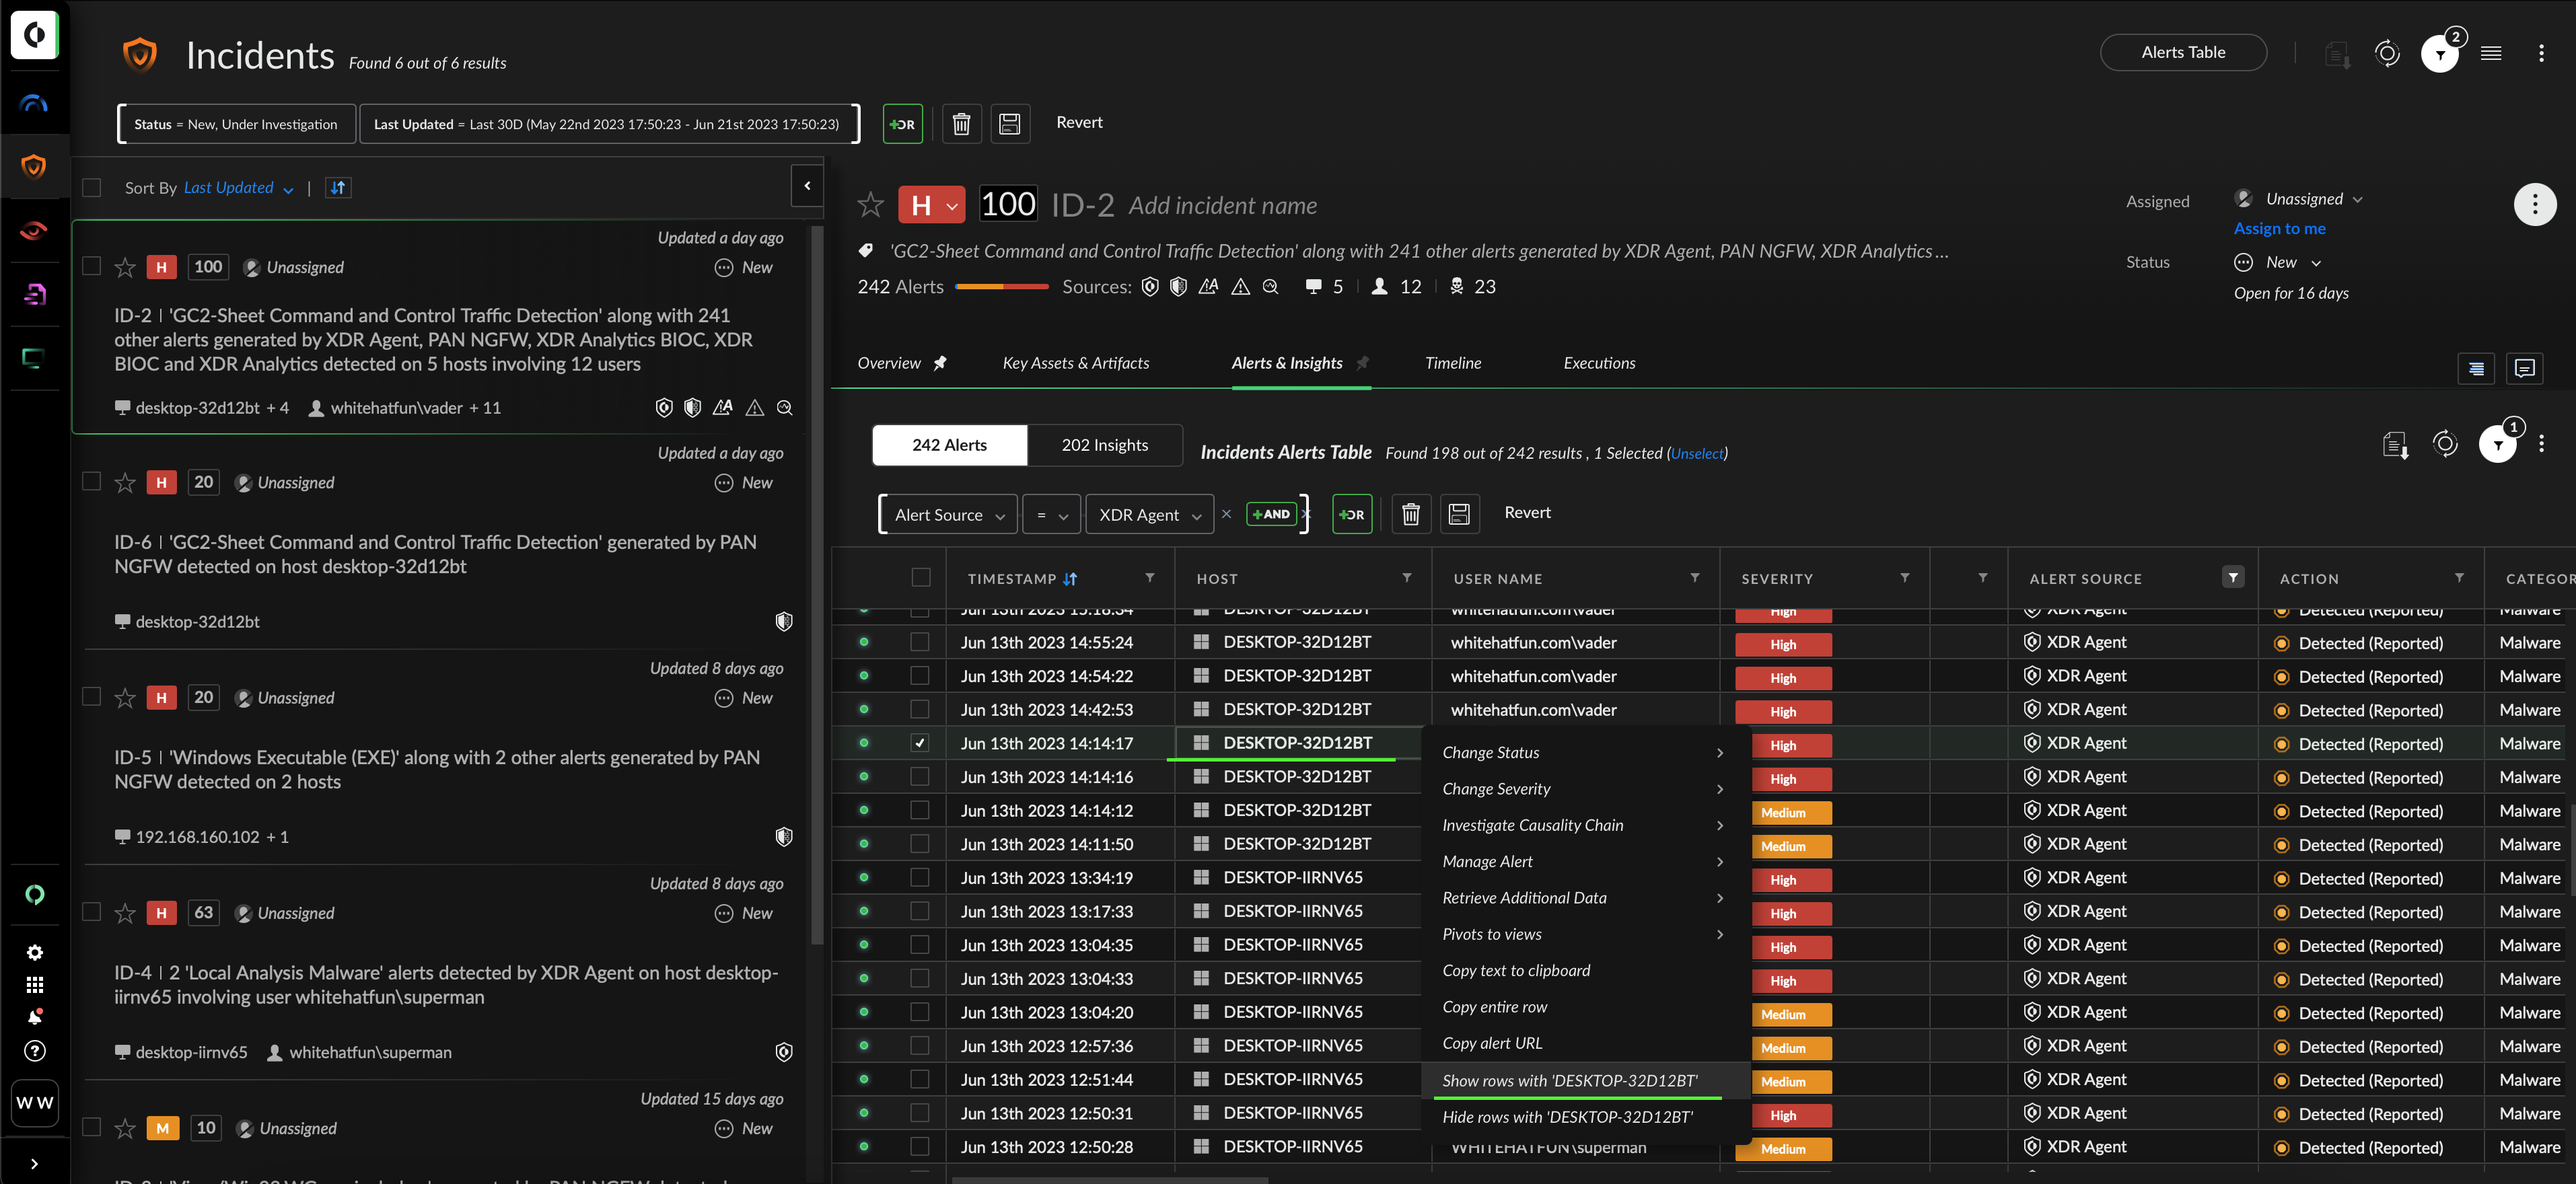 Incidents Found 6 out of 6 results
Alerts Table
2
Status = New, Under Investigation
Last Updated = Last 30D (May 22nd 2023 17:50:23 - Jun 21st 2023 17:50:23)
+OR
Revert
Sort By Last Updated
Updated a day ago
H 100 Unassigned New
ID-2 | 'GC2-Sheet Command and Control Traffic Detection' along with 241
other alerts generated by XDR Agent, PAN NGFW, XDR Analytics BIOC, XDR
BIOC and XDR Analytics detected on 5 hosts involving 12 users
desktop-32d12bt + 4 whitehatfun\vader + 11
Updated a day ago
H 20 Unassigned New
ID-6 | 'GC2-Sheet Command and Control Traffic Detection' generated by PAN
NGFW detected on host desktop-32d12bt
desktop-32d12bt
Updated 8 days ago
H 20 Unassigned New
ID-5 | 'Windows Executable (EXE)' along with 2 other alerts generated by PAN
NGFW detected on 2 hosts
192.168.160.102 + 1
Updated 8 days ago
H 63 Unassigned New
ID-4 | 2 'Local Analysis Malware' alerts detected by XDR Agent on host desktop-
iirnv65 involving user whitehatfun\superman
desktop-iirnv65 whitehatfun\superman
Updated 15 days ago
M 10 Unassigned New
W W
H 100 ID-2 Add incident name
'GC2-Sheet Command and Control Traffic Detection' along with 241 other alerts generated by XDR Agent, PAN NGFW, XDR Analytics ...
242 Alerts Sources: 5 12 23
Assigned Unassigned
Assign to me
Status New
Open for 16 days
Overview Key Assets & Artifacts Alerts & Insights Timeline Executions
242 Alerts 202 Insights Incidents Alerts Table Found 198 out of 242 results , 1 Selected (Unselect)
1
Alert Source = XDR Agent × +AND × +OR Revert
TIMESTAMP HOST USER NAME SEVERITY ALERT SOURCE ACTION CATEGOR
Jun 13th 2023 15:18:34 DESKTOP-32D12BT whitehatfun.com\vader High XDR Agent Detected (Reported) Malware
Jun 13th 2023 14:55:24 DESKTOP-32D12BT whitehatfun.com\vader High XDR Agent Detected (Reported) Malware
Jun 13th 2023 14:54:22 DESKTOP-32D12BT whitehatfun.com\vader High XDR Agent Detected (Reported) Malware
Jun 13th 2023 14:42:53 DESKTOP-32D12BT whitehatfun.com\vader High XDR Agent Detected (Reported) Malware
Jun 13th 2023 14:14:17 DESKTOP-32D12BT High XDR Agent Detected (Reported) Malware
Jun 13th 2023 14:14:16 DESKTOP-32D12BT High XDR Agent Detected (Reported) Malware
Jun 13th 2023 14:14:12 DESKTOP-32D12BT Medium XDR Agent Detected (Reported) Malware
Jun 13th 2023 14:11:50 DESKTOP-32D12BT Medium XDR Agent Detected (Reported) Malware
Jun 13th 2023 13:34:19 DESKTOP-IIRNV65 High XDR Agent Detected (Reported) Malware
Jun 13th 2023 13:17:33 DESKTOP-IIRNV65 High XDR Agent Detected (Reported) Malware
Jun 13th 2023 13:04:35 DESKTOP-IIRNV65 High XDR Agent Detected (Reported) Malware
Jun 13th 2023 13:04:33 DESKTOP-IIRNV65 High XDR Agent Detected (Reported) Malware
Jun 13th 2023 13:04:20 DESKTOP-IIRNV65 Medium XDR Agent Detected (Reported) Malware
Jun 13th 2023 12:57:36 DESKTOP-IIRNV65 Medium XDR Agent Detected (Reported) Malware
Jun 13th 2023 12:51:44 DESKTOP-IIRNV65 Medium XDR Agent Detected (Reported) Malware
Jun 13th 2023 12:50:31 DESKTOP-IIRNV65 High XDR Agent Detected (Reported) Malware
Jun 13th 2023 12:50:28 DESKTOP-IIRNV65 WHITEHATFUN\superman Medium XDR Agent Detected (Reported) Malware
Change Status
Change Severity
Investigate Causality Chain
Manage Alert
Retrieve Additional Data
Pivots to views
Copy text to clipboard
Copy entire row
Copy alert URL
Show rows with 'DESKTOP-32D12BT'
Hide rows with 'DESKTOP-32D12BT'